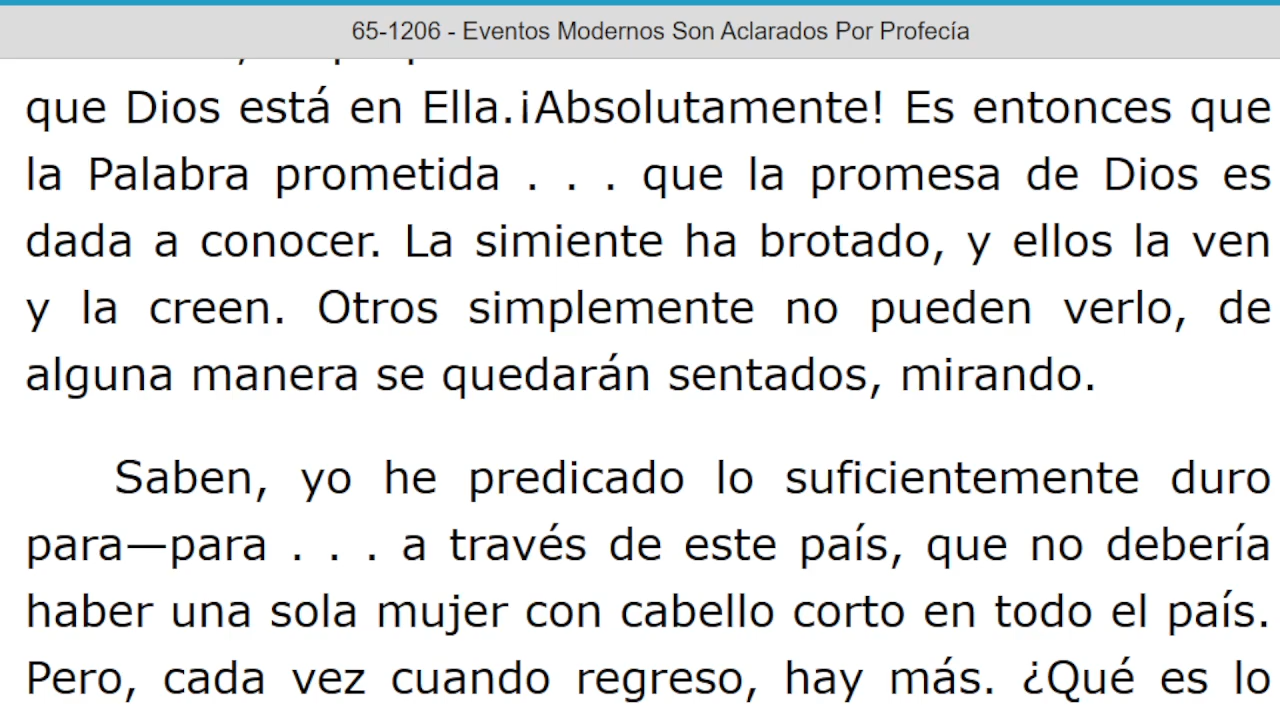 65-1206 - Eventos Modernos Son Aclarados Por Profecía
que Dios está en Ella.¡Absolutamente! Es entonces que
la Palabra prometida . . . que la promesa de Dios es
dada a conocer. La simiente ha brotado, y ellos la ven
y la creen. Otros simplemente no pueden verlo, de
alguna manera se quedarán sentados, mirando.
Saben, yo he predicado lo suficientemente duro
para—para . . . a través de este país, que no debería
haber una sola mujer con cabello corto en todo el país.
Pero, cada vez cuando regreso, hay más. ¿Qué es lo